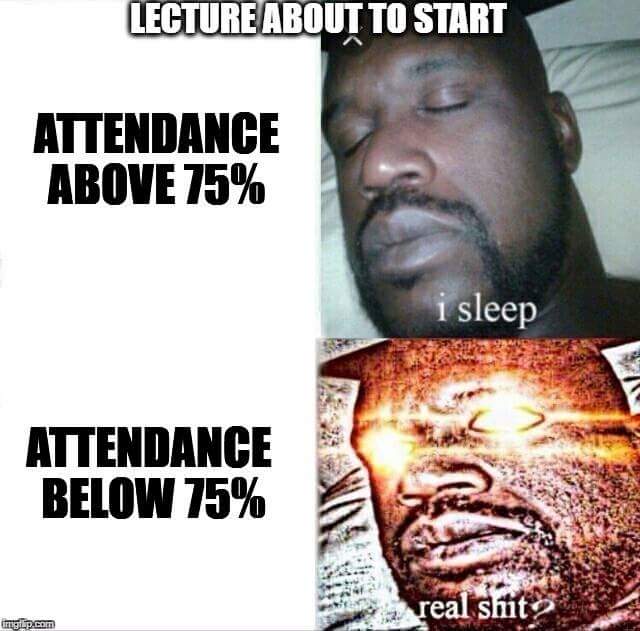 LECTURE ABOUT TO START
ATTENDANCE
ABOVE 75%
i sleep
ATTENDANCE
BELOW 75%
real shit?
imgflip.com